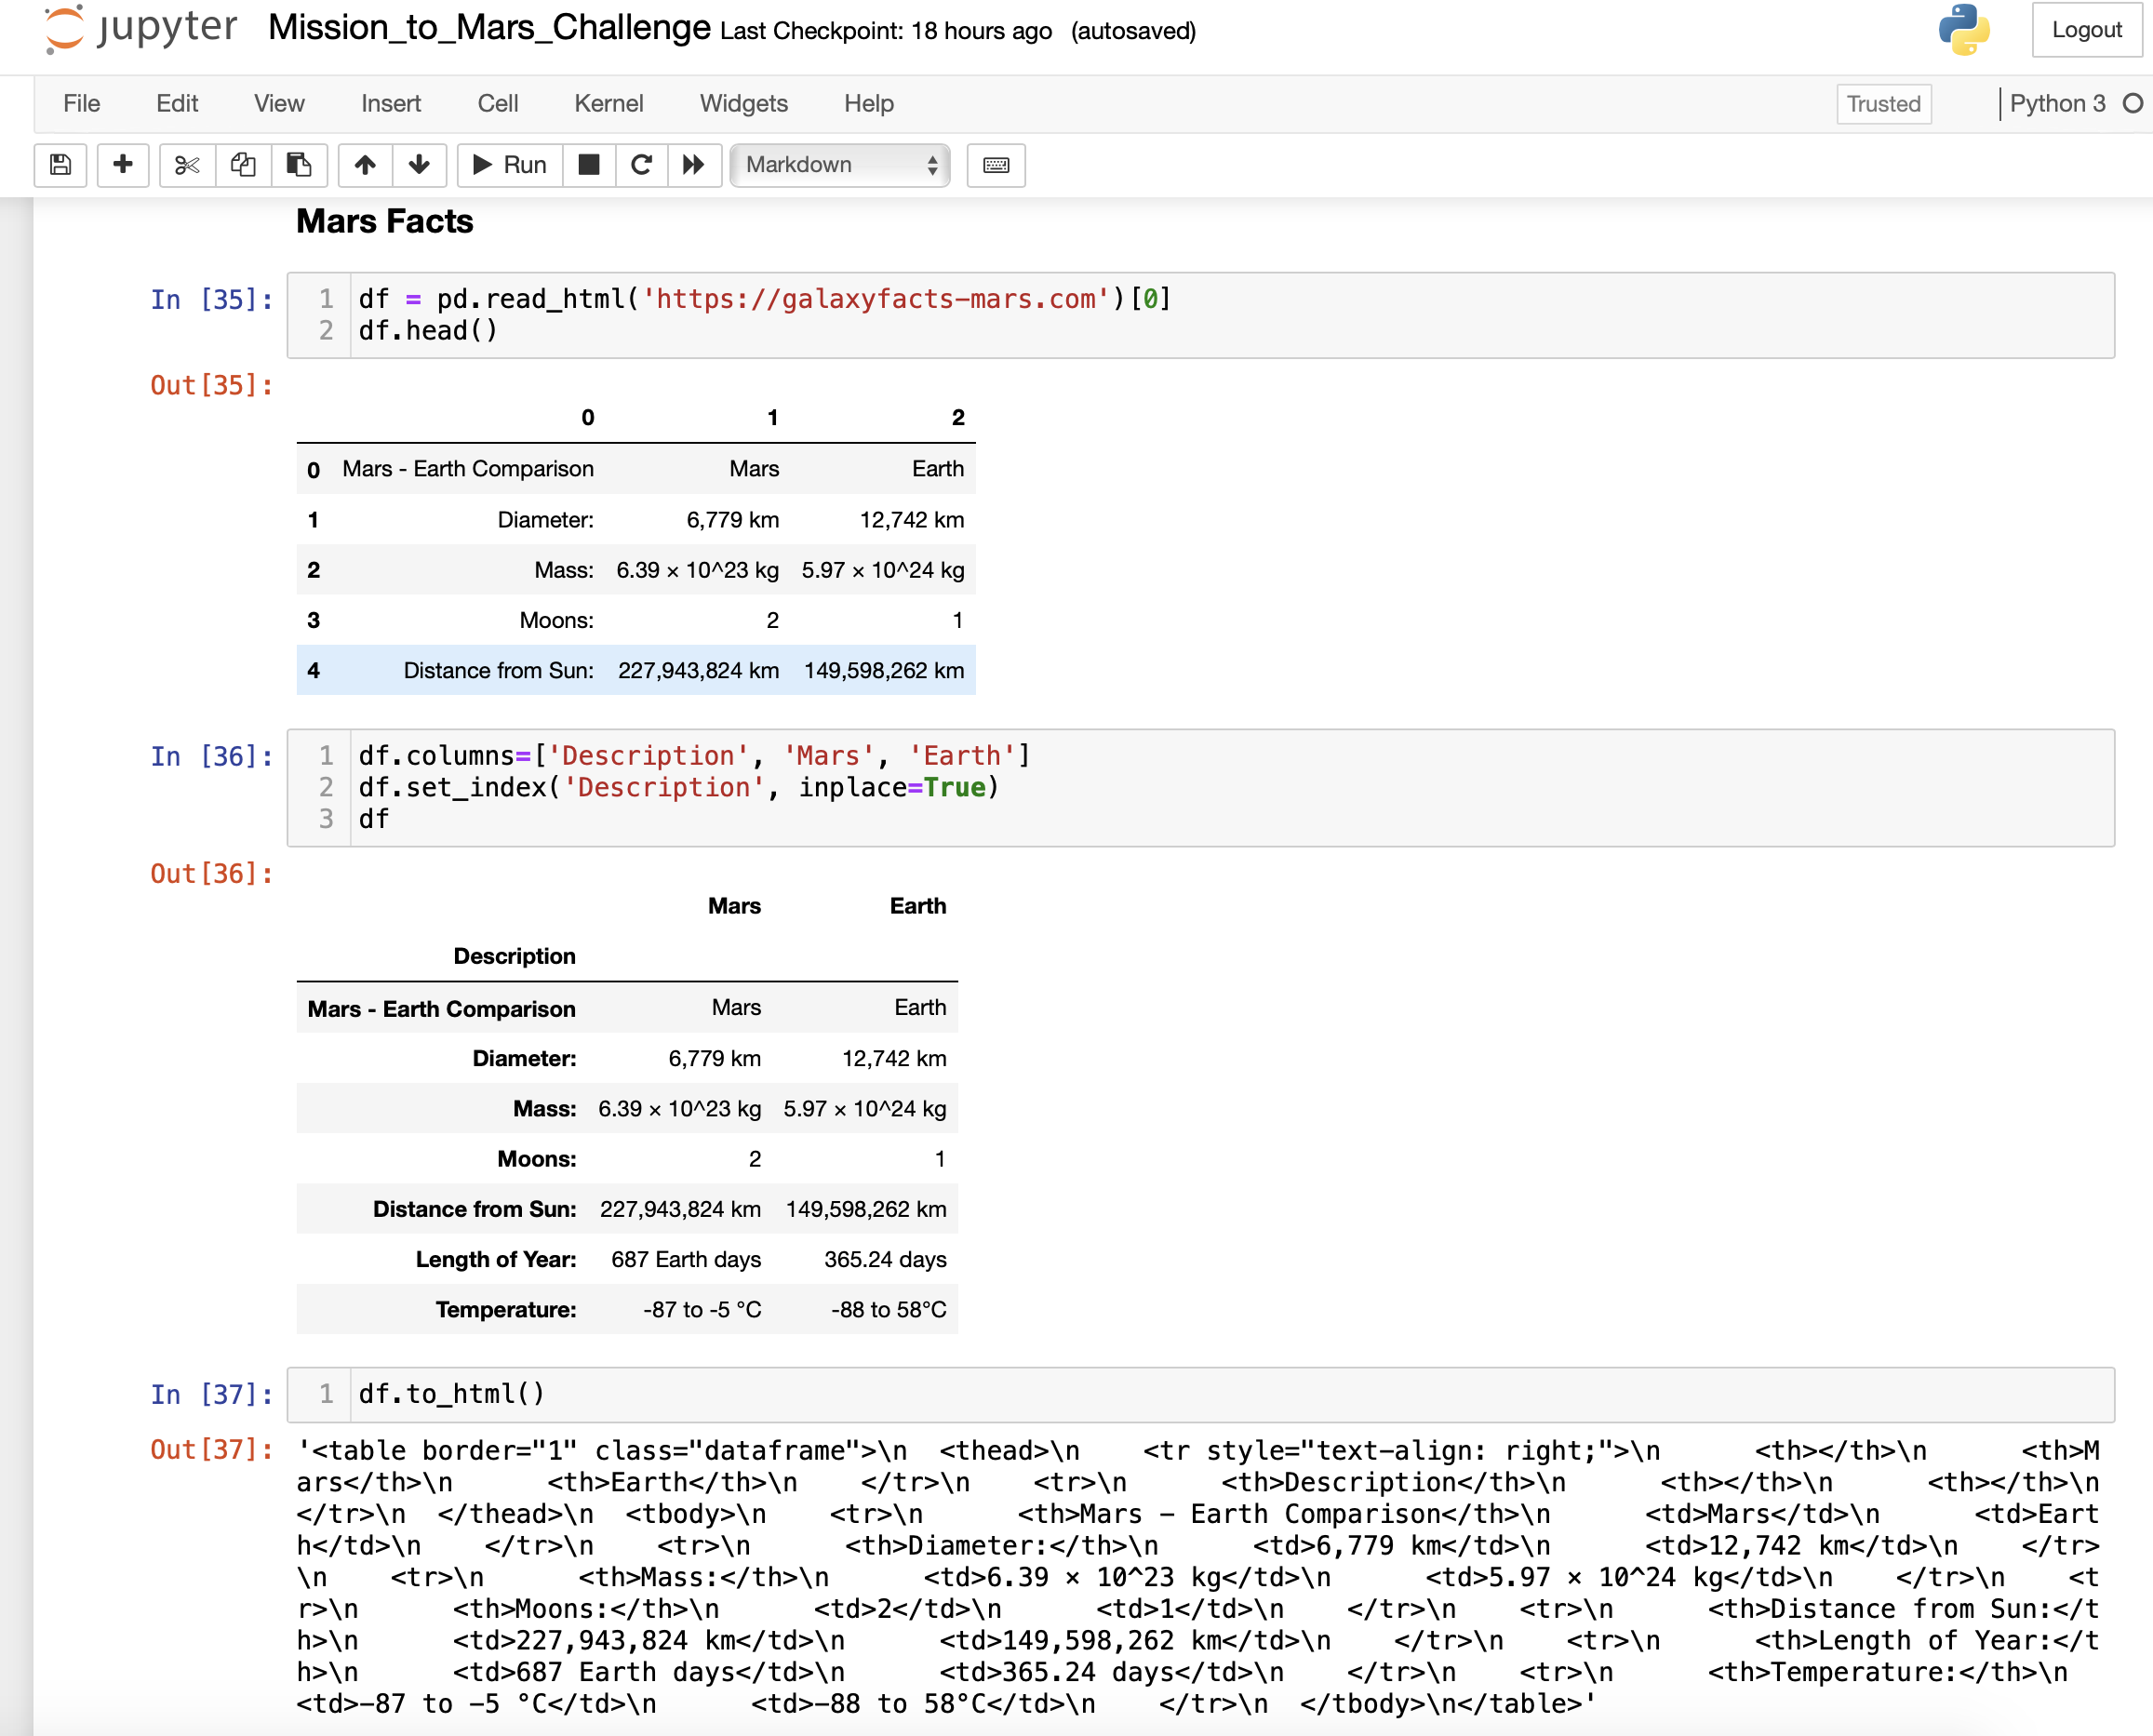 jupyter Mission_to_Mars_Challenge Last Checkpoint: 18 hours ago (autosaved) Logout
File Edit View Insert Cell Kernel Widgets Help Trusted Python 3
Run Markdown
Mars Facts
In [35]: 1 df = pd.read_html('https://galaxyfacts-mars.com')[0]
2 df.head()
Out[35]:
0 1 2
0 Mars - Earth Comparison Mars Earth
1 Diameter: 6,779 km 12,742 km
2 Mass: 6.39 × 10^23 kg 5.97 × 10^24 kg
3 Moons: 2 1
4 Distance from Sun: 227,943,824 km 149,598,262 km
In [36]: 1 df.columns=['Description', 'Mars', 'Earth']
2 df.set_index('Description', inplace=True)
3 df
Out[36]:
Mars Earth
Description
Mars - Earth Comparison Mars Earth
Diameter: 6,779 km 12,742 km
Mass: 6.39 × 10^23 kg 5.97 × 10^24 kg
Moons: 2 1
Distance from Sun: 227,943,824 km 149,598,262 km
Length of Year: 687 Earth days 365.24 days
Temperature: -87 to -5 °C -88 to 58°C
In [37]: 1 df.to_html()
Out[37]: '<table border="1" class="dataframe">\n  <thead>\n    <tr style="text-align: right;">\n      <th></th>\n      <th>M
ars</th>\n      <th>Earth</th>\n    </tr>\n    <tr>\n      <th>Description</th>\n      <th></th>\n      <th></th>\n
</tr>\n  </thead>\n  <tbody>\n    <tr>\n      <th>Mars - Earth Comparison</th>\n      <td>Mars</td>\n      <td>Eart
h</td>\n    </tr>\n    <tr>\n      <th>Diameter:</th>\n      <td>6,779 km</td>\n      <td>12,742 km</td>\n    </tr>
\n    <tr>\n      <th>Mass:</th>\n      <td>6.39 × 10^23 kg</td>\n      <td>5.97 × 10^24 kg</td>\n    </tr>\n    <t
r>\n      <th>Moons:</th>\n      <td>2</td>\n      <td>1</td>\n    </tr>\n    <tr>\n      <th>Distance from Sun:</t
h>\n      <td>227,943,824 km</td>\n      <td>149,598,262 km</td>\n    </tr>\n    <tr>\n      <th>Length of Year:</t
h>\n      <td>687 Earth days</td>\n      <td>365.24 days</td>\n    </tr>\n    <tr>\n      <th>Temperature:</th>\n
<td>-87 to -5 °C</td>\n      <td>-88 to 58°C</td>\n    </tr>\n  </tbody>\n</table>'